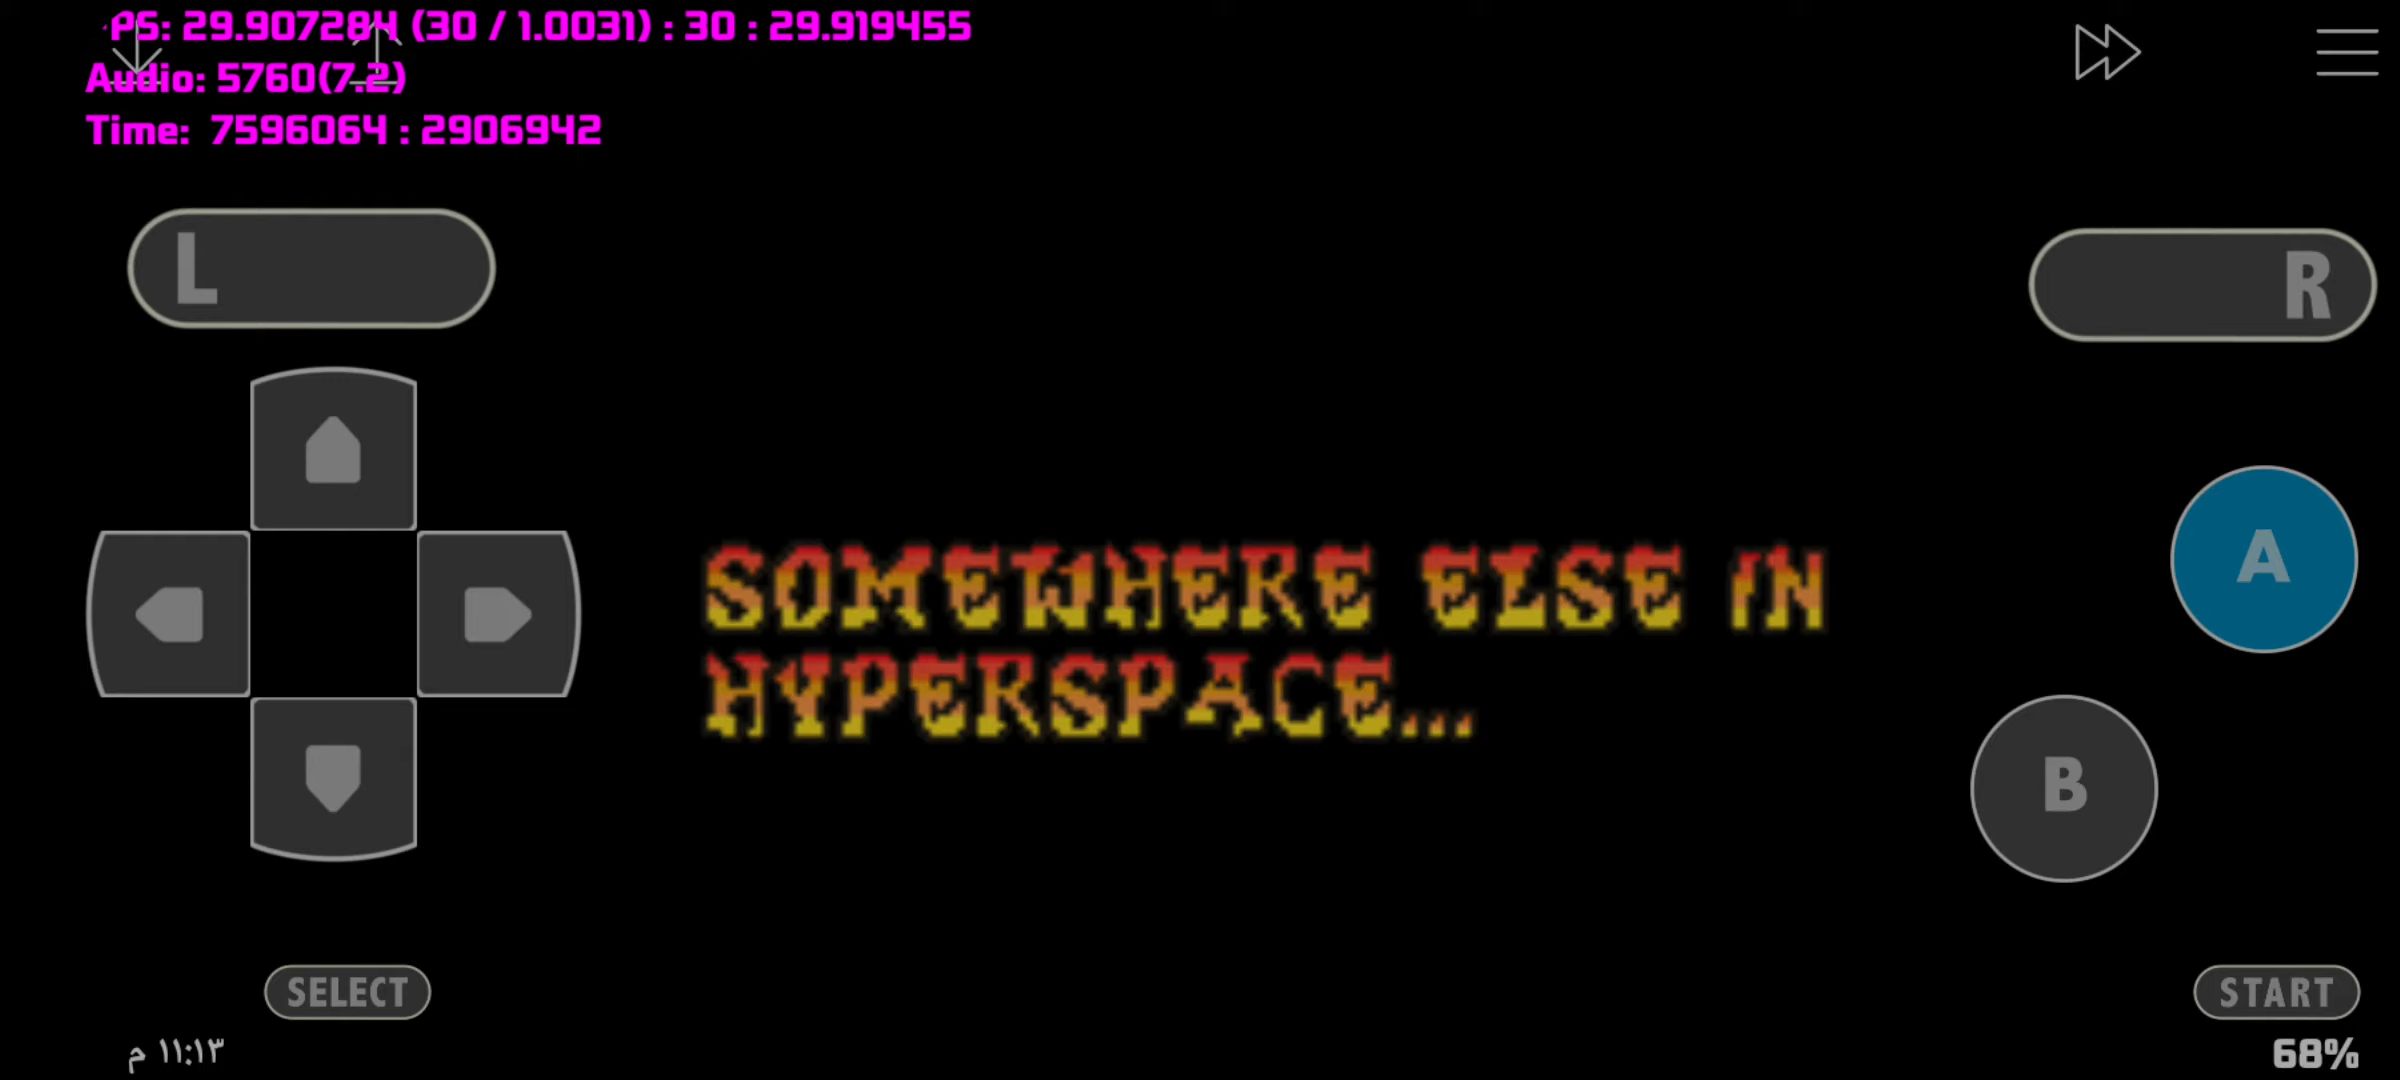 PS: 29.907284 (30 / 1.0031) : 30 : 29.919455
Audio: 5760(7.2)
Time: 7596064 : 2906942
L
R
A
SOMEWHERE ELSE IN
HYPERSPACE...
B
SELECT
START
١١:١٣ م
68%